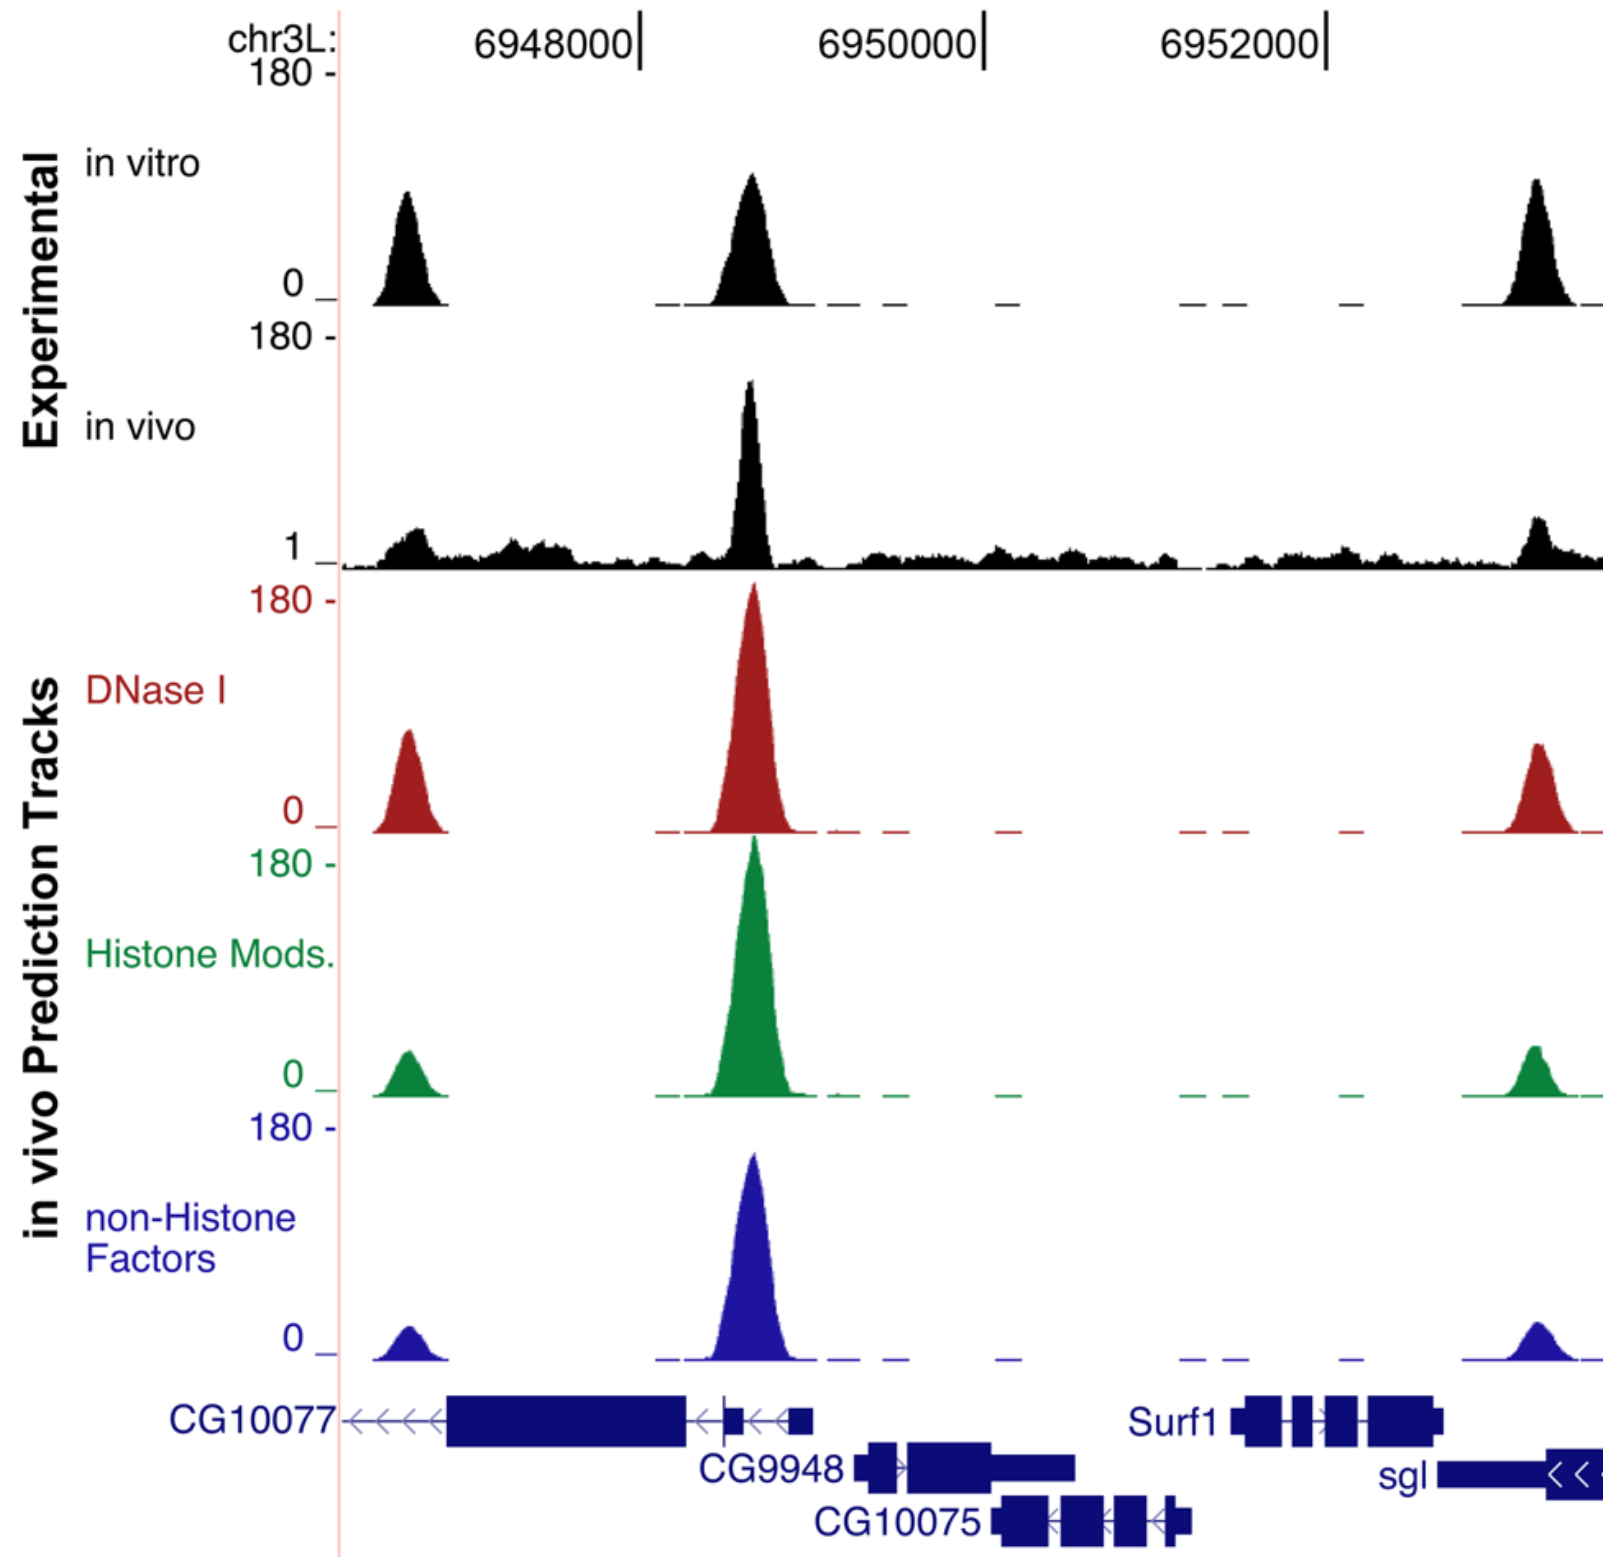 chr3L: 6948000 6950000 6952000
180 -
Experimental
in vitro
0
180 -
in vivo
1
180 -
in vivo Prediction Tracks
DNase I
0
180 -
Histone Mods.
0
180 -
non-Histone
Factors
0
CG10077
Surf1
CG9948
sgl
CG10075